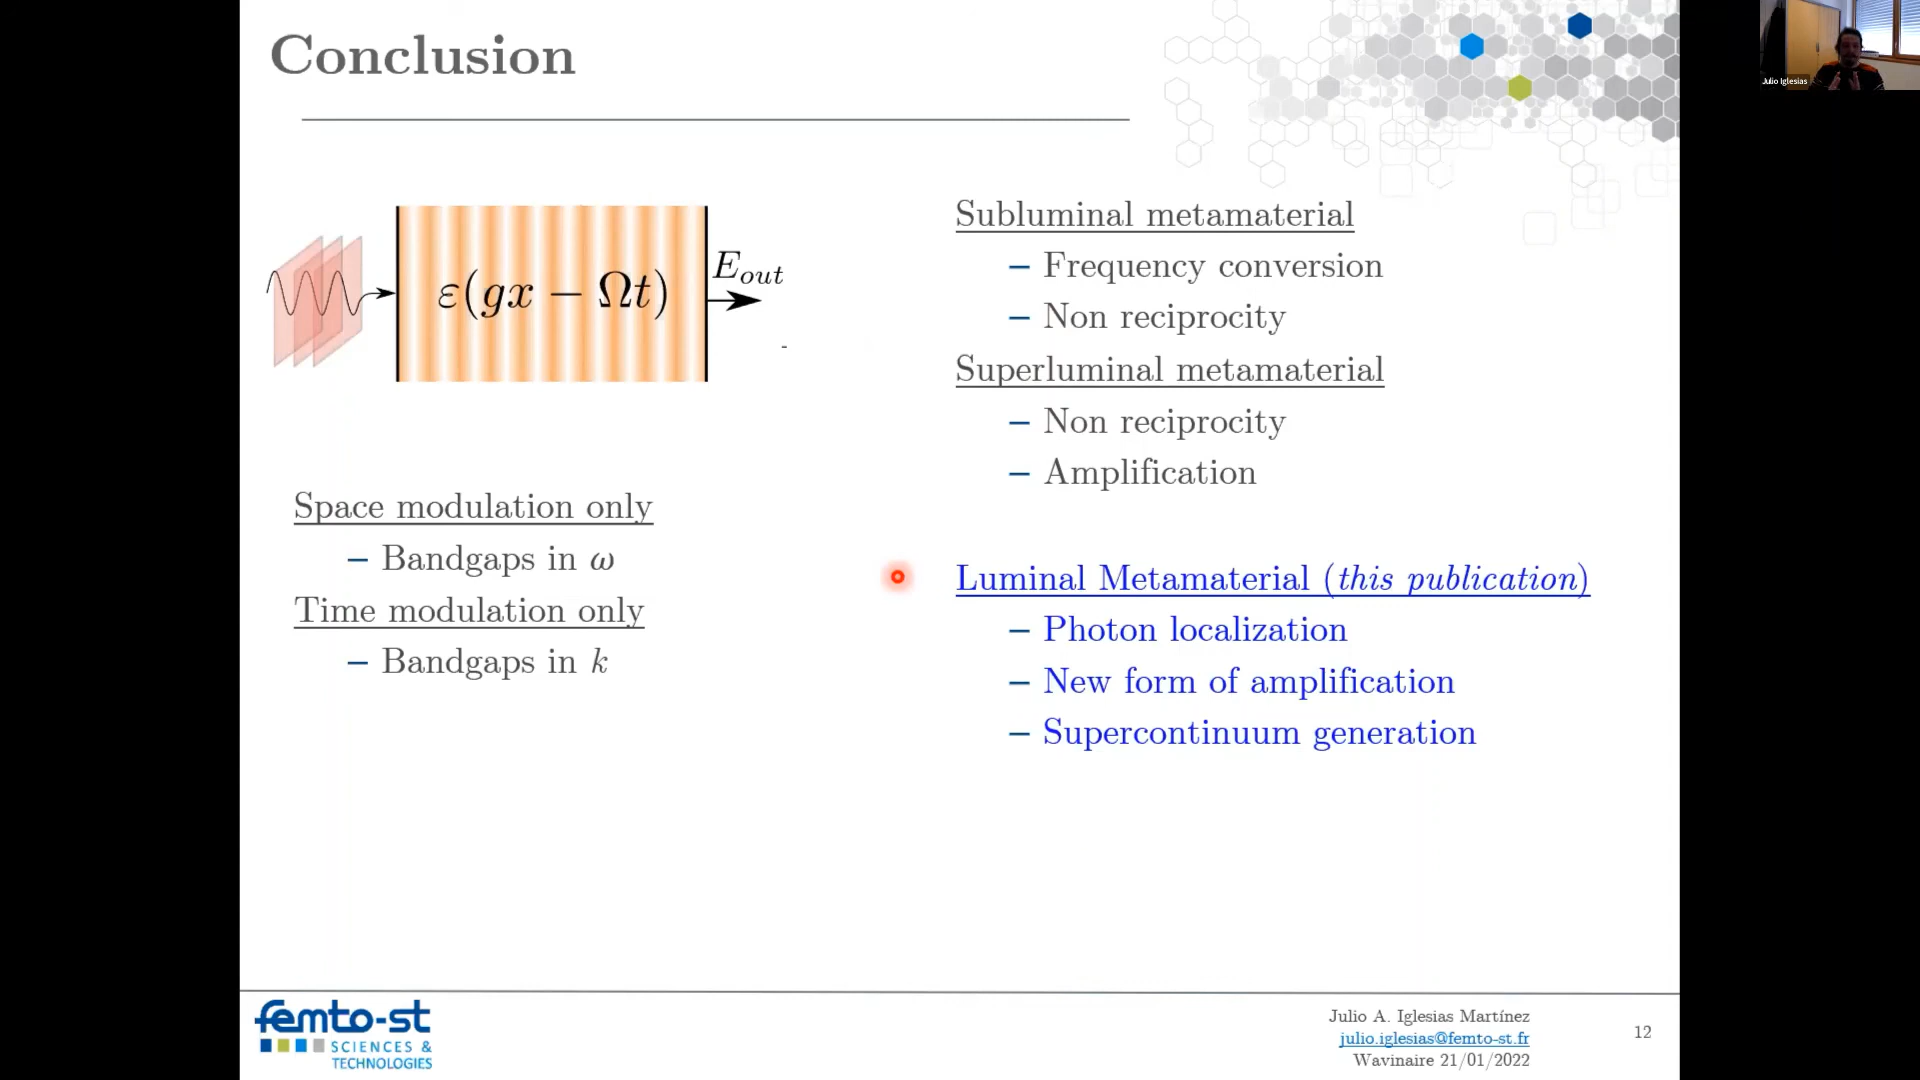 Conclusion
Julio Iglesias
ε(gx − Ωt)
E_out
Space modulation only
– Bandgaps in ω
Time modulation only
– Bandgaps in k
Subluminal metamaterial
– Frequency conversion
– Non reciprocity
Superluminal metamaterial
– Non reciprocity
– Amplification
Luminal Metamaterial (this publication)
– Photon localization
– New form of amplification
– Supercontinuum generation
femto-st
SCIENCES &
TECHNOLOGIES
Julio A. Iglesias Martínez
julio.iglesias@femto-st.fr
Wavinaire 21/01/2022
12